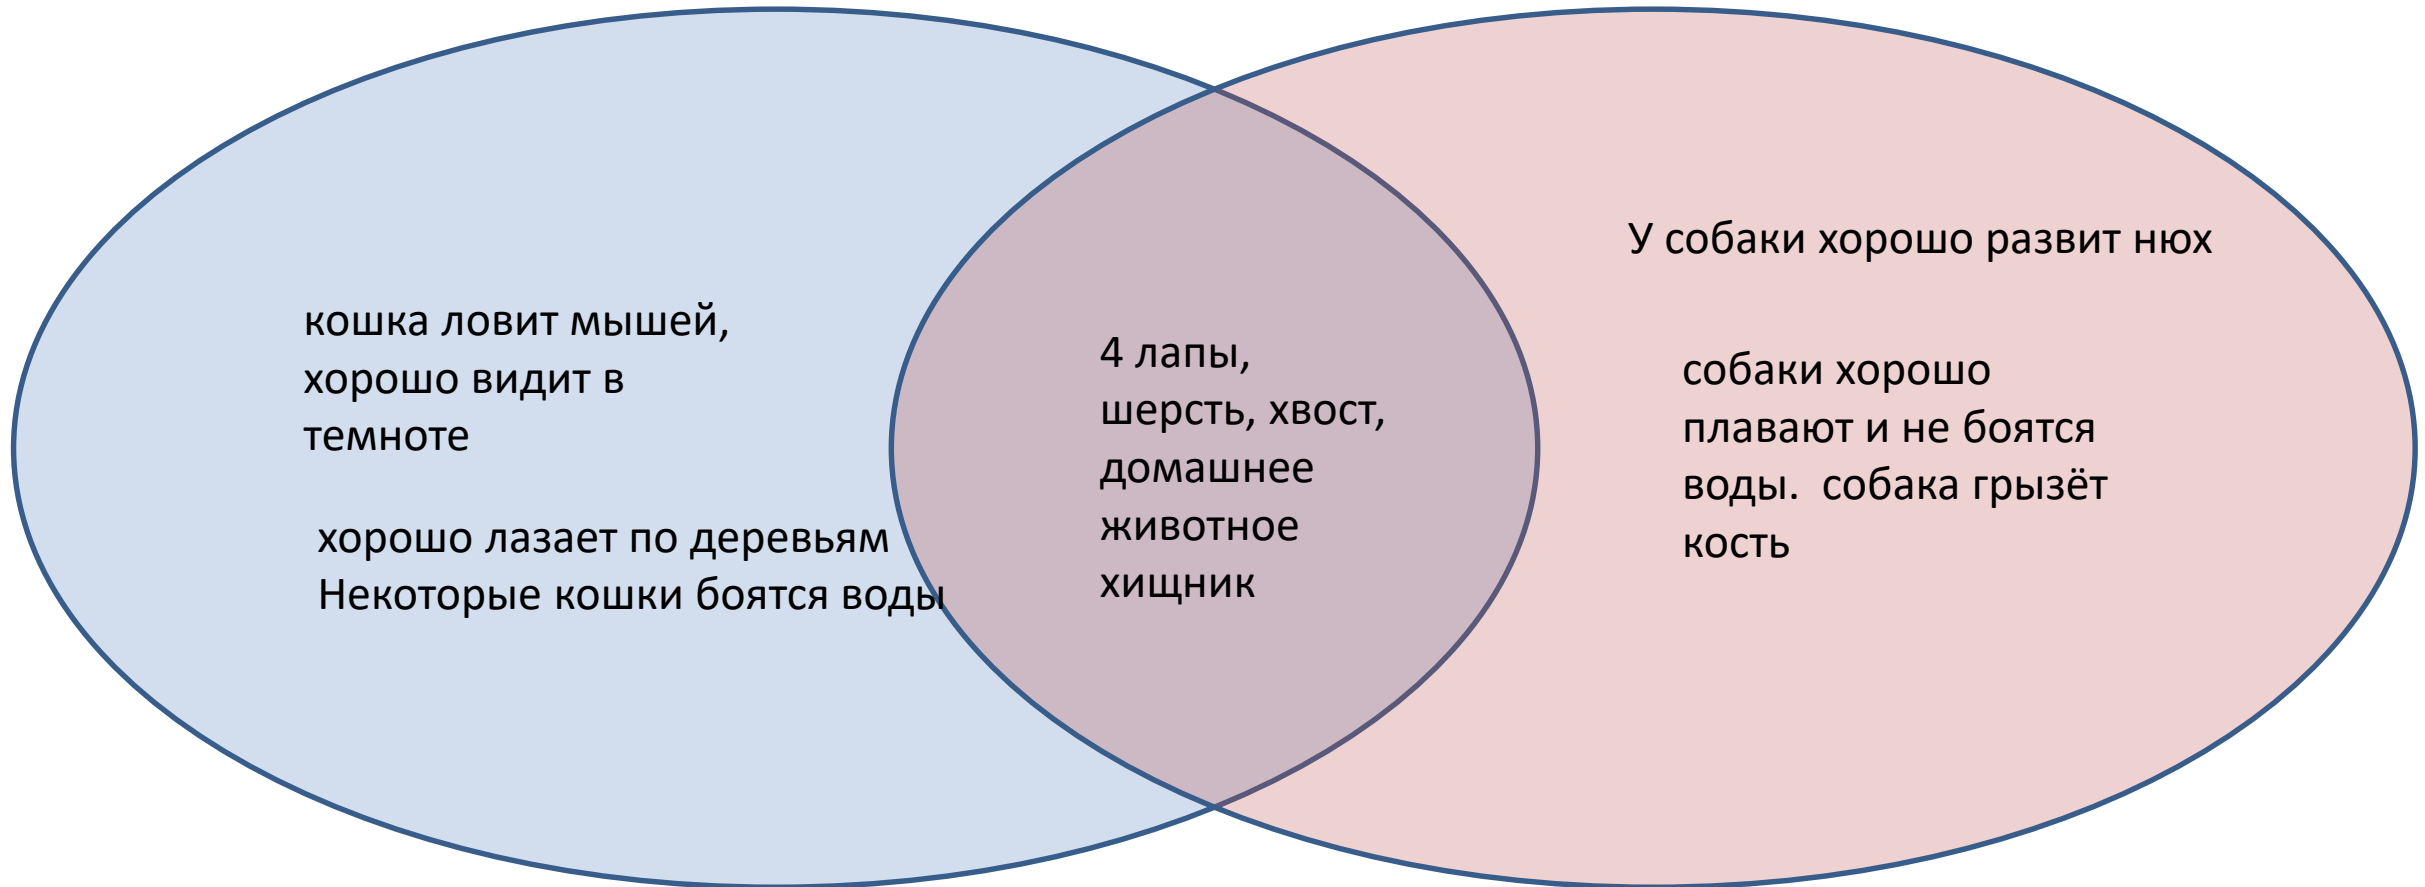 кошка ловит мышей,
хорошо видит в
темноте
хорошо лазает по деревьям
Некоторые кошки боятся воды
4 лапы,
шерсть, хвост,
домашнее
животное
хищник
У собаки хорошо развит нюх
собаки хорошо
плавают и не боятся
воды.  собака грызёт
кость